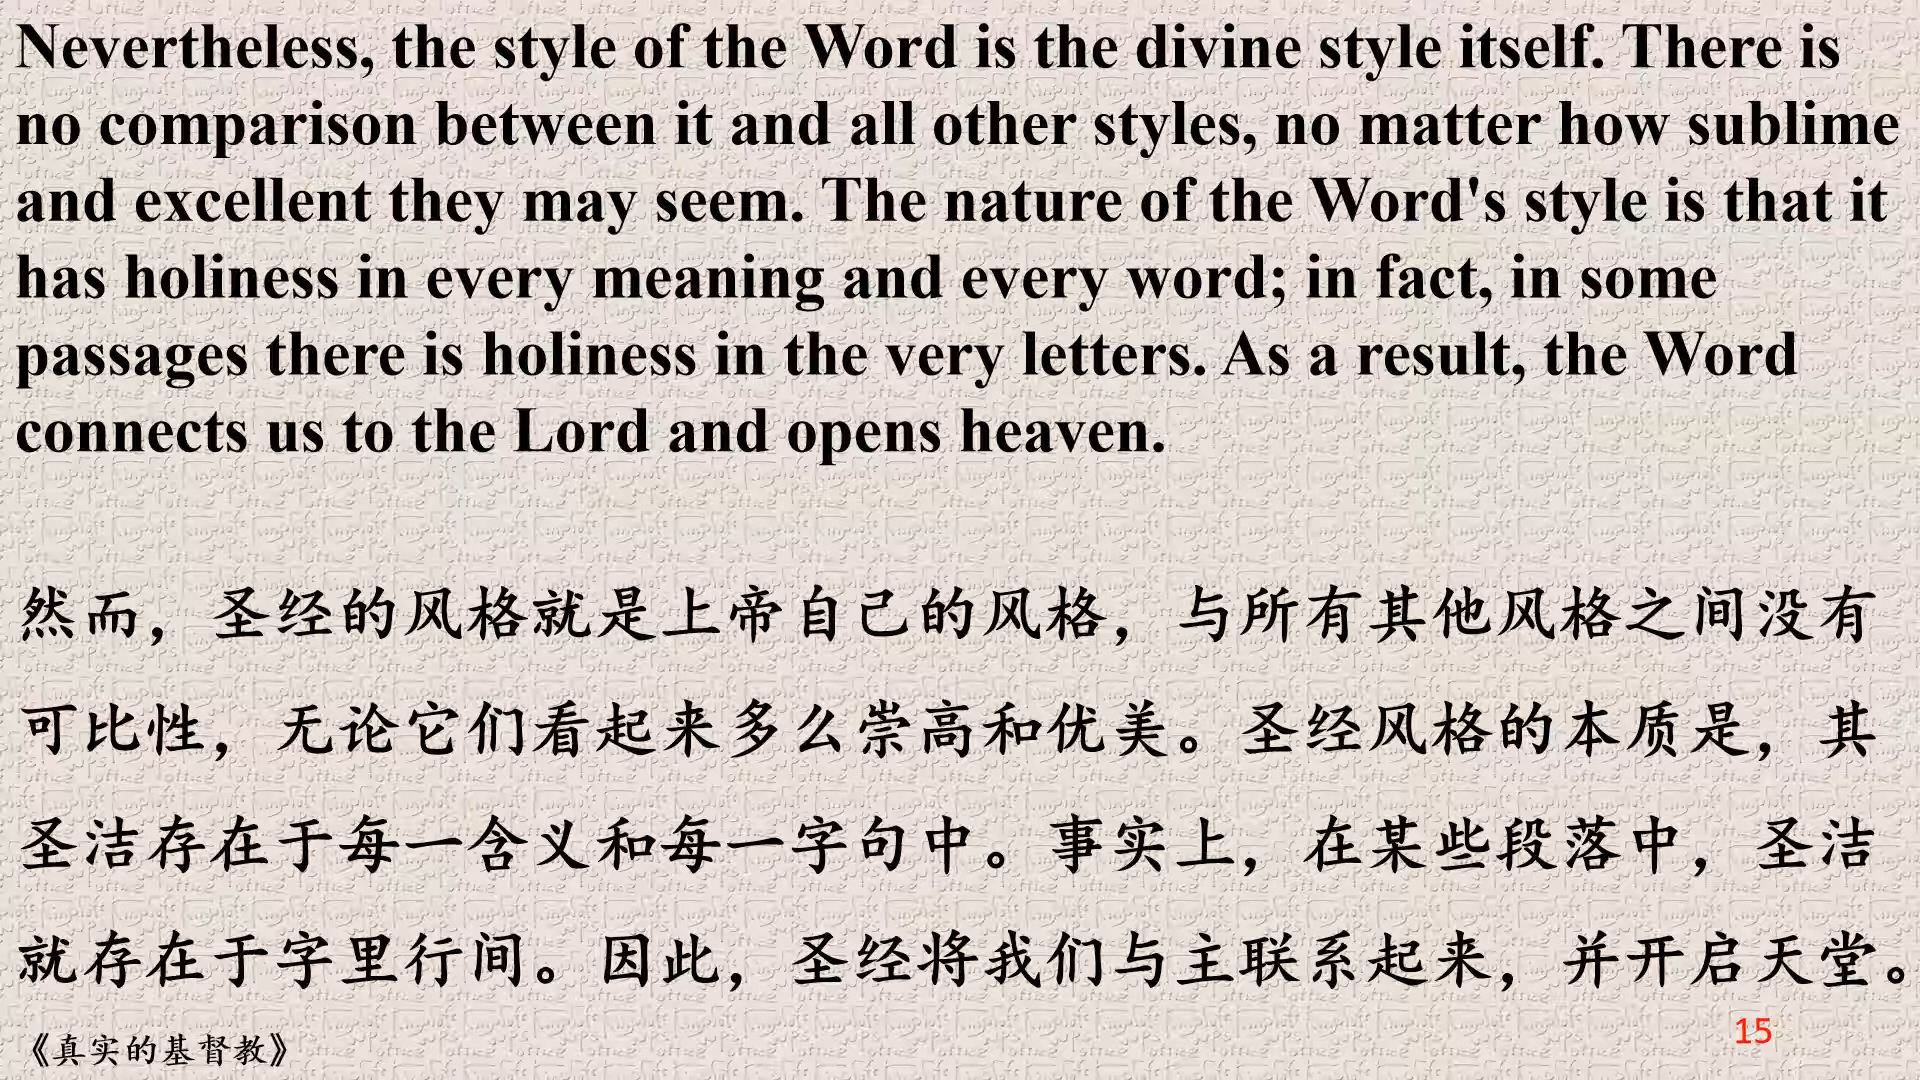 Nevertheless, the style of the Word is the divine style itself. There is
no comparison between it and all other styles, no matter how sublime
and excellent they may seem. The nature of the Word's style is that it
has holiness in every meaning and every word; in fact, in some
passages there is holiness in the very letters. As a result, the Word
connects us to the Lord and opens heaven.
然而，圣经的风格就是上帝自己的风格，与所有其他风格之间没有
可比性，无论它们看起来多么崇高和优美。圣经风格的本质是，其
圣洁存在于每一含义和每一字句中。事实上，在某些段落中，圣洁
就存在于字里行间。因此，圣经将我们与主联系起来，并开启天堂。
《真实的基督教》
15